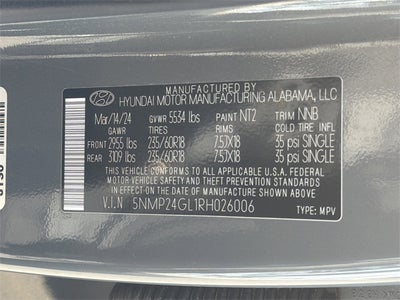 MANUFACTURED BY
HYUNDAI MOTOR MANUFACTURING ALABAMA, LLC
Mar/14/24 GVWR 5534 lbs PAINT NT2 TRIM NNB
GAWR TIRES RIMS COLD TIRE INFL
FRT 2955 lbs 235/60R18 7.5JX18 35 psi SINGLE
REAR 3109 lbs 235/60R18 7.5JX18 35 psi SINGLE
THIS VEHICLE CONFORMS TO ALL APPLICABLE U.S.A. FEDERAL
MOTOR VEHICLE SAFETY AND THEFT PREVENTION STANDARDS
IN EFFECT ON THE DATE OF MANUFACTURE SHOWN ABOVE.
V.I.N 5NMP24GL1RH026006 TYPE: MPV